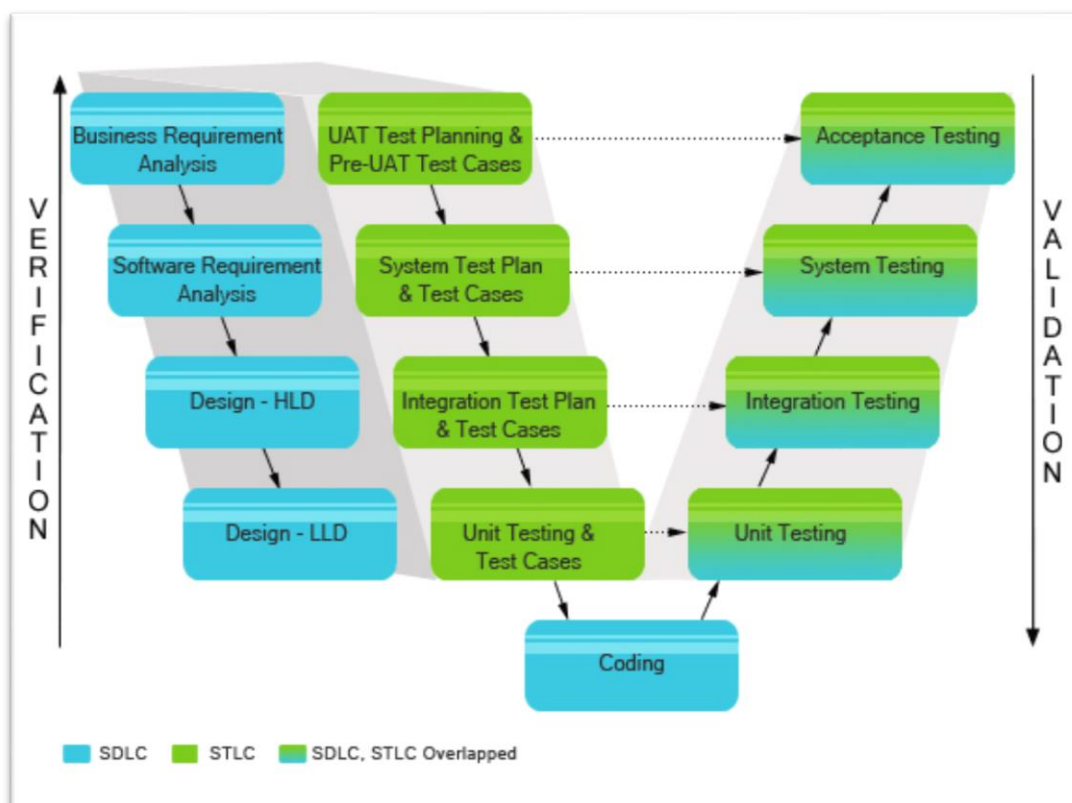 VERIFICATION
Business Requirement
Analysis
UAT Test Planning &
Pre-UAT Test Cases
Acceptance Testing
Software Requirement
Analysis
System Test Plan
& Test Cases
System Testing
Design - HLD
Integration Test Plan
& Test Cases
Integration Testing
Design - LLD
Unit Testing &
Test Cases
Unit Testing
Coding
VALIDATION
SDLC
STLC
SDLC, STLC Overlapped